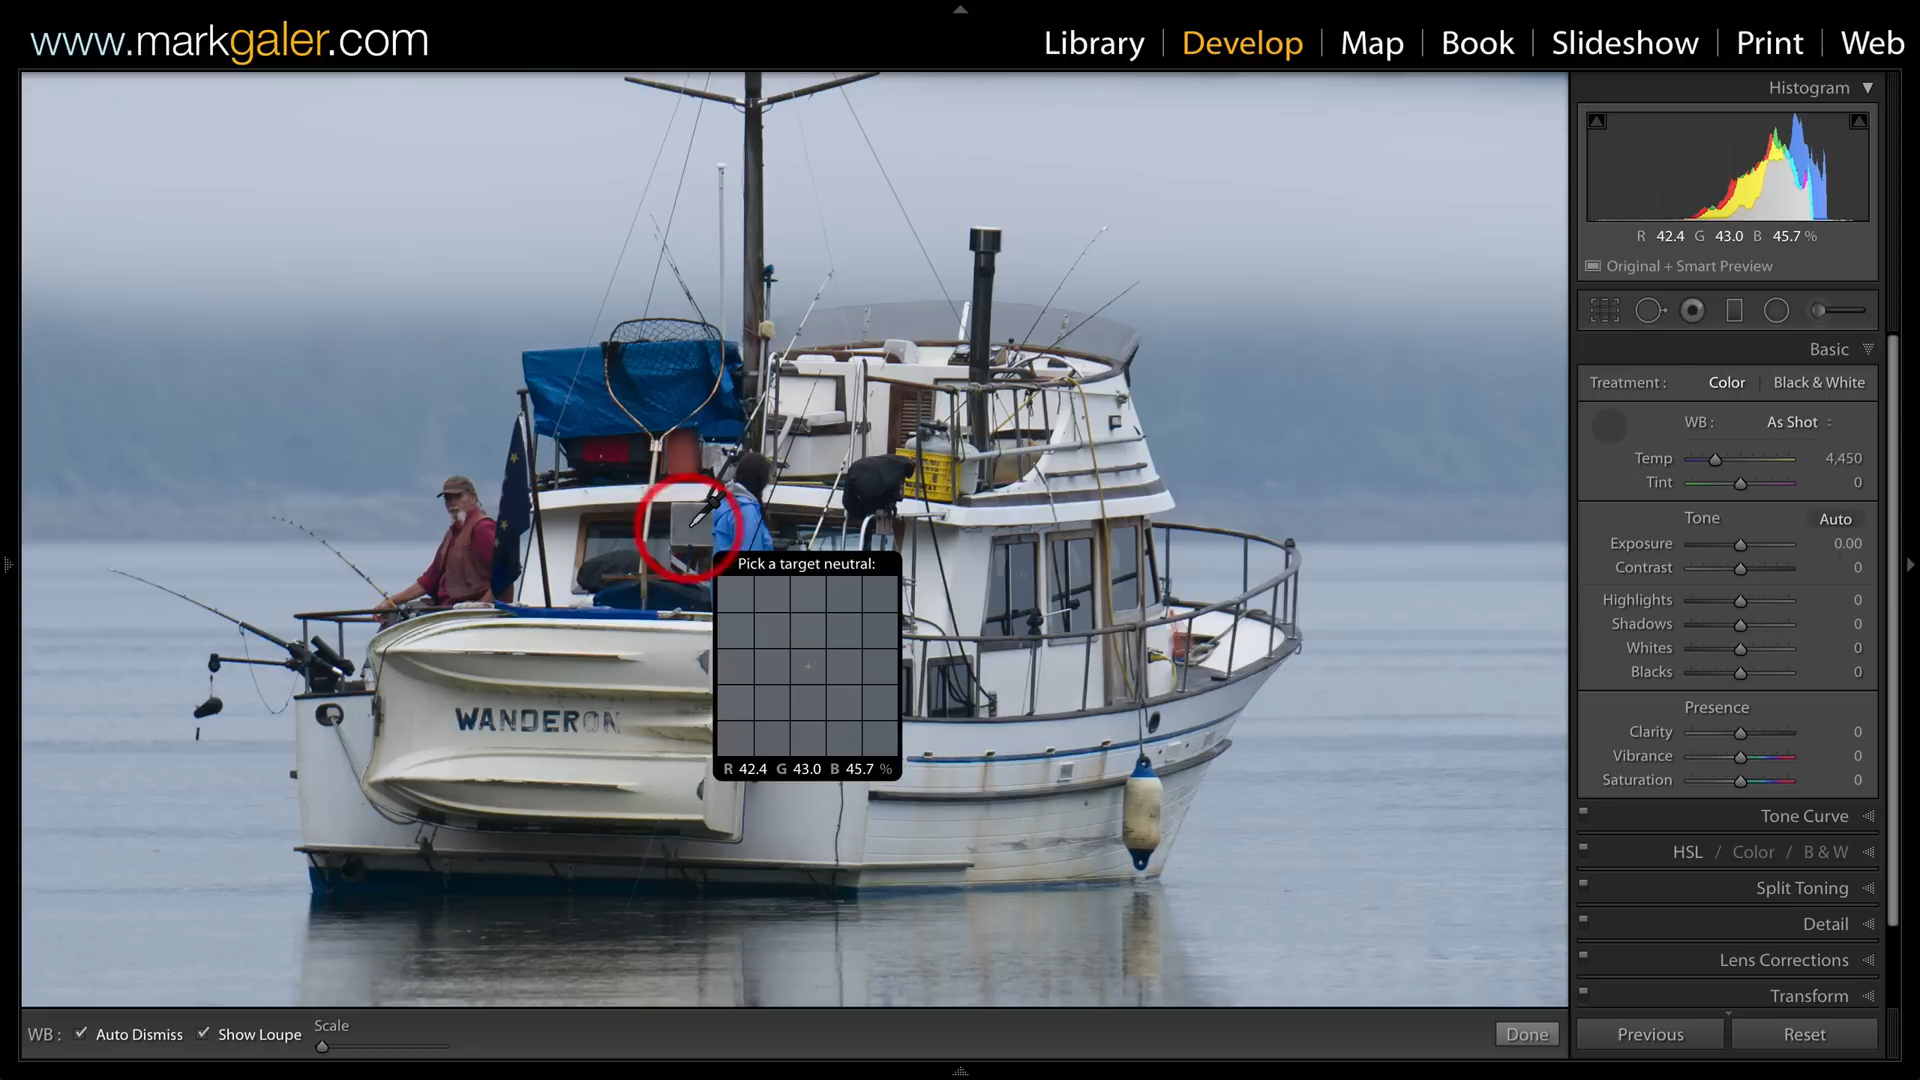 www.markgaler.com
Library | Develop | Map | Book | Slideshow | Print | Web
Histogram
R 42.4 G 43.0 B 45.7 %
Original + Smart Preview
Basic
Treatment : Color | Black & White
WB : As Shot
Temp 4,450
Tint 0
Tone Auto
Exposure 0.00
Contrast 0
Highlights 0
Shadows 0
Whites 0
Blacks 0
Presence
Clarity 0
Vibrance 0
Saturation 0
Tone Curve
HSL / Color / B & W
Split Toning
Detail
Lens Corrections
Transform
Previous Reset
Pick a target neutral:
R 42.4 G 43.0 B 45.7 %
WANDERON
WB : Auto Dismiss Show Loupe Scale
Done